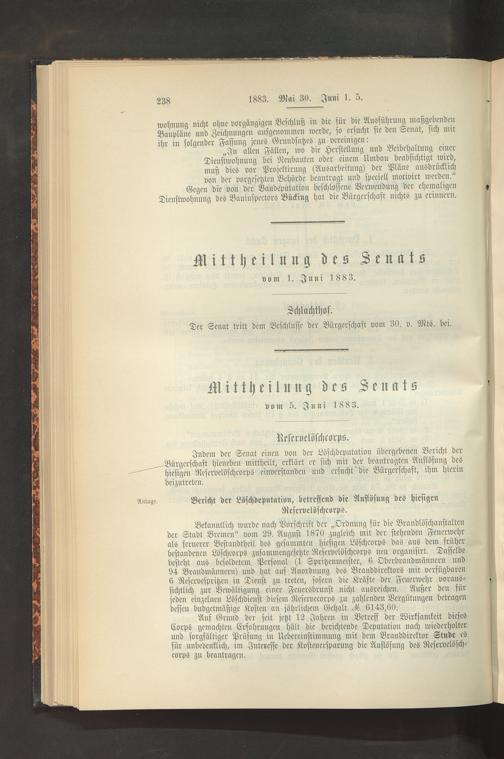 238
1883. Mai 30. Juni 1. 5.
wohnung nicht ohne vorgängigen Beschluß in die für die Ausführung maßgebenden
Baupläne und Zeichnungen aufgenommen werde, so ersucht sie den Senat, sich mit
ihr in folgender Fassung jenes Grundsatzes zu vereinigen:
„In allen Fällen, wo die Herstellung und Beibehaltung einer
Dienstwohnung bei Neubauten oder einem Umbau beabsichtigt wird,
muß dies vor Projectirung (Ausarbeitung) der Pläne ausdrücklich
von der vorgesetzten Behörde beantragt und speciell motivirt werden.“
Gegen die von der Baudeputation beschlossene Verwendung der ehemaligen
Dienstwohnung des Bauinspectors Bücking hat die Bürgerschaft nichts zu erinnern.
Mittheilung des Senats
vom 1. Juni 1883.
Schlachthof.
Der Senat tritt dem Beschlusse der Bürgerschaft vom 30. v. Mts. bei.
Mittheilung des Senats
vom 5. Juni 1883.
Reservelöschcorps.
Indem der Senat einen von der Löschdeputation übergebenen Bericht der
Bürgerschaft hieneben mittheilt, erklärt er sich mit der beantragten Auflösung des
hiesigen Reservelöschcorps einverstanden und ersucht die Bürgerschaft, ihm hierin
beizutreten.
Anlage.
Bericht der Löschdeputation, betreffend die Auflösung des hiesigen
Reservelöschcorps.
Bekanntlich wurde nach Vorschrift der „Ordnung für die Brandlöschanstalten
der Stadt Bremen“ vom 29. August 1870 zugleich mit der stehenden Feuerwehr
als fernerer Bestandtheil des gesammten hiesigen Löschcorps das aus dem früher
bestandenen Löschcorps zusammengesetzte Reservelöschcorps neu organisirt. Dasselbe
besteht aus besoldetem Personal (1 Spritzenmeister, 6 Oberbrandmännern und
94 Brandmännern) und hat auf Anordnung des Branddirectors mit verfügbaren
6 Reservespritzen in Dienst zu treten, sofern die Kräfte der Feuerwehr voraus-
sichtlich zur Bewältigung einer Feuersbrunst nicht ausreichen. Außer den für
jeden einzelnen Löschdienst diesem Reservecorps zu zahlenden Vergütungen betragen
dessen budgetmäßige Kosten an jährlichem Gehalt ℳ 6143,60.
Auf Grund der seit jetzt 12 Jahren in Betreff der Wirksamkeit dieses
Corps gemachten Erfahrungen hält die berichtende Deputation nach wiederholter
und sorgfältiger Prüfung in Uebereinstimmung mit dem Branddirektor Stude es
für unbedenklich, im Interesse der Kostenersparung die Auflösung des Reservelösch-
corps zu beantragen.